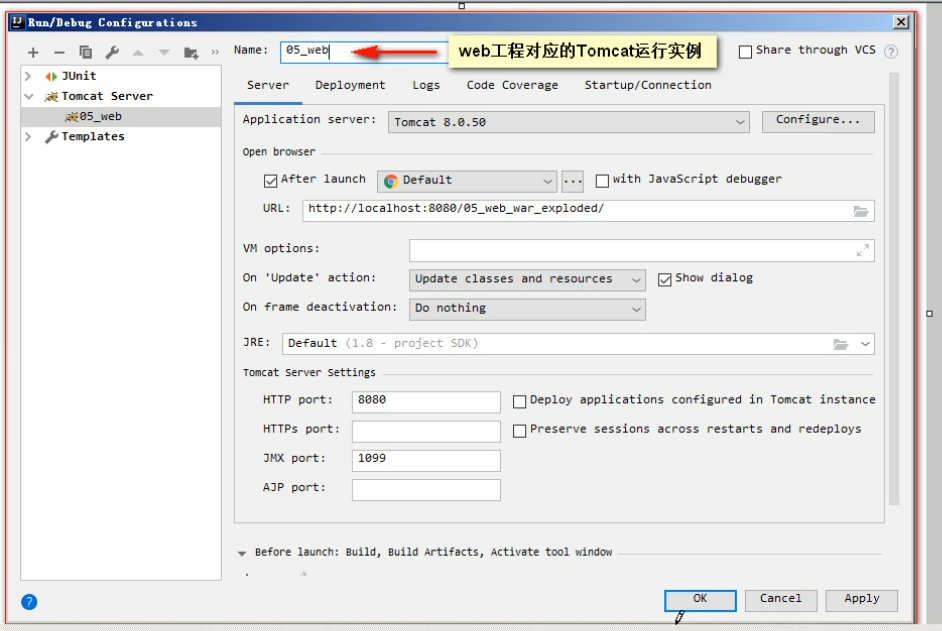 Run/Debug Configurations
Name: 05_web
web工程对应的Tomcat运行实例
Share through VCS
JUnit
Tomcat Server
05_web
Templates
Server Deployment Logs Code Coverage Startup/Connection
Application server: Tomcat 8.0.50 Configure...
Open browser
After launch Default ... with JavaScript debugger
URL: http://localhost:8080/05_web_war_exploded/
VM options:
On 'Update' action: Update classes and resources Show dialog
On frame deactivation: Do nothing
JRE: Default (1.8 - project SDK)
Tomcat Server Settings
HTTP port: 8080 Deploy applications configured in Tomcat instance
HTTPs port: Preserve sessions across restarts and redeploys
JMX port: 1099
AJP port:
Before launch: Build, Build Artifacts, Activate tool window
OK Cancel Apply